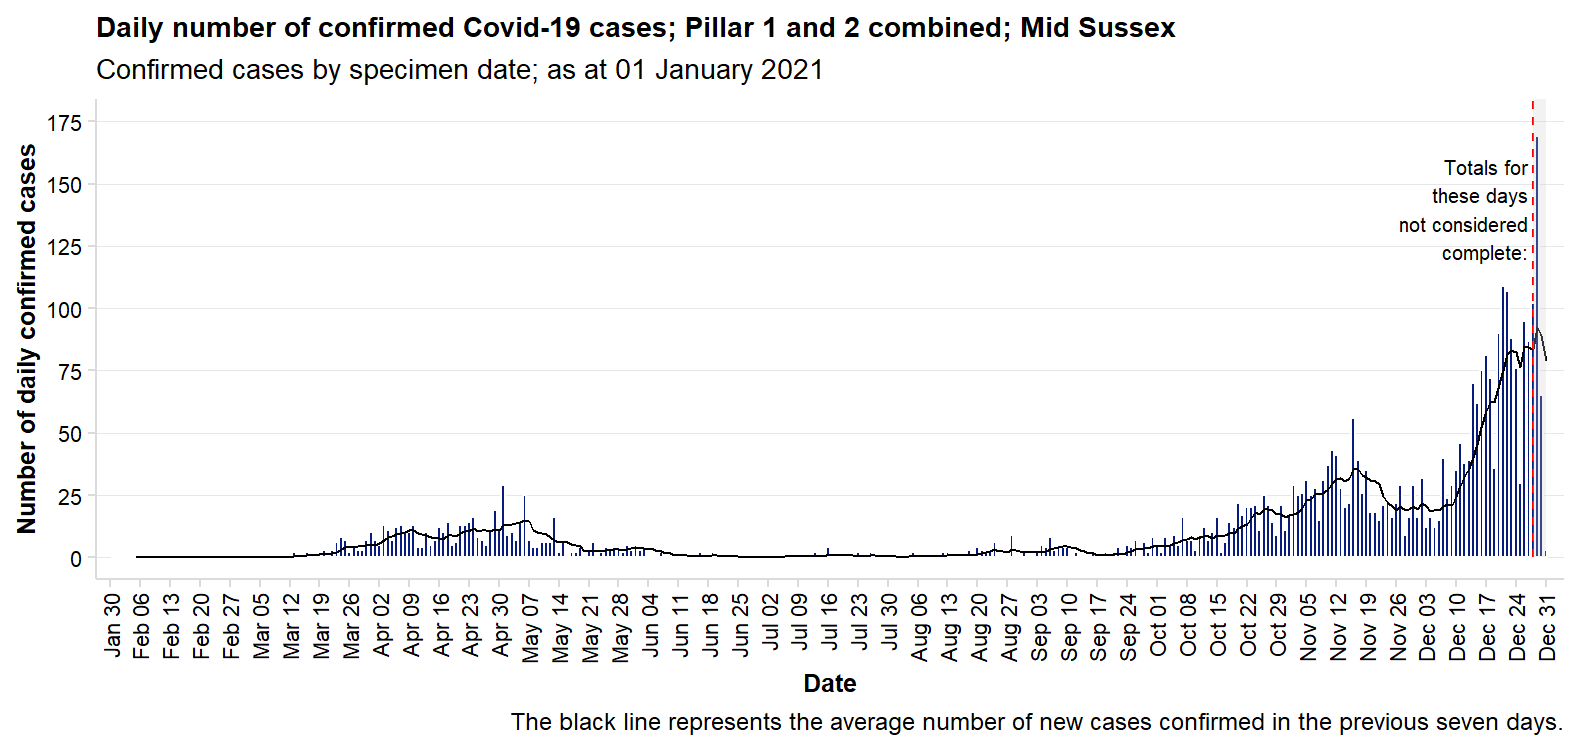 Daily number of confirmed Covid-19 cases; Pillar 1 and 2 combined; Mid Sussex
Confirmed cases by specimen date; as at 01 January 2021
Number of daily confirmed cases
175
150
125
100
75
50
25
0
Totals for
these days
not considered
complete:
Jan 30
Feb 06
Feb 13
Feb 20
Feb 27
Mar 05
Mar 12
Mar 19
Mar 26
Apr 02
Apr 09
Apr 16
Apr 23
Apr 30
May 07
May 14
May 21
May 28
Jun 04
Jun 11
Jun 18
Jun 25
Jul 02
Jul 09
Jul 16
Jul 23
Jul 30
Aug 06
Aug 13
Aug 20
Aug 27
Sep 03
Sep 10
Sep 17
Sep 24
Oct 01
Oct 08
Oct 15
Oct 22
Oct 29
Nov 05
Nov 12
Nov 19
Nov 26
Dec 03
Dec 10
Dec 17
Dec 24
Dec 31
Date
The black line represents the average number of new cases confirmed in the previous seven days.